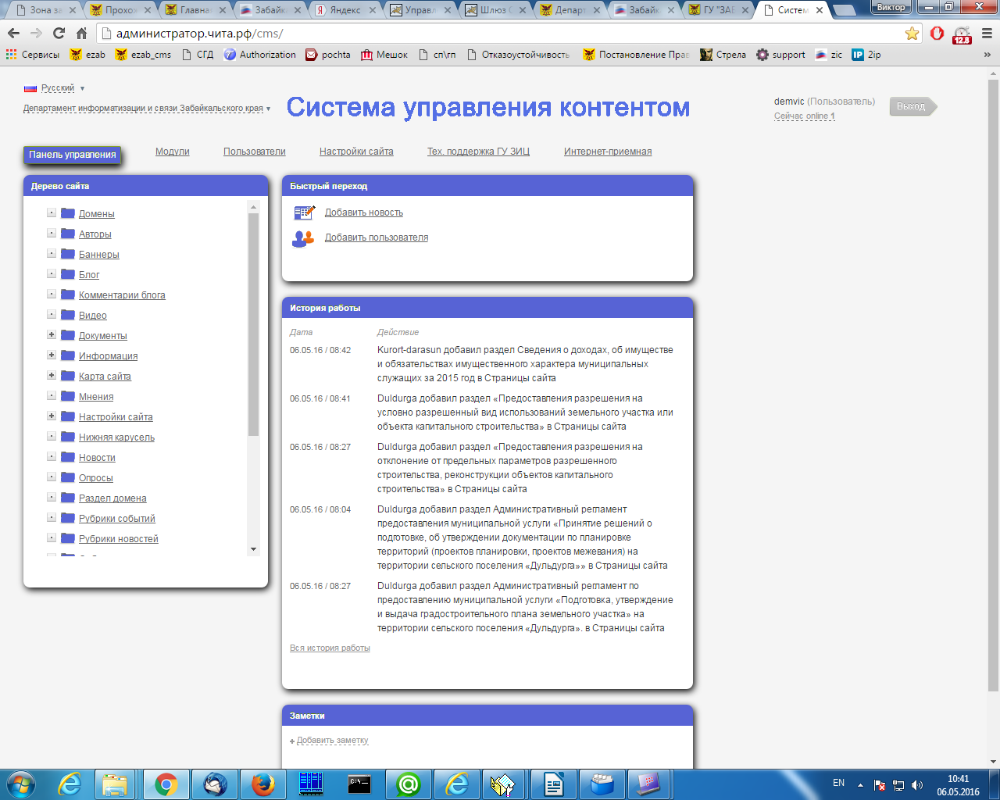 Зона за
Прохож
Главная
Забайк
Яндекс
Управл
Шлюз С
Департ
Забайк
ГУ "ЗАБ
Систем
Виктор
администратор.чита.рф/cms/
12.8
Сервисы
ezab
ezab_cms
СГД
Authorization
pochta
Мешок
сп\гп
Отказоустойчивость
Постановление Прав
Стрела
support
zic
IP 2ip
»
Русский
Департамент информатизации и связи Забайкальского края
Система управления контентом
demvic (Пользователь)
Сейчас online 1
Выход
Панель управления
Модули
Пользователи
Настройки сайта
Тех. поддержка ГУ ЗИЦ
Интернет-приемная
Дерево сайта
Домены
Авторы
Баннеры
Блог
Комментарии блога
Видео
Документы
Информация
Карта сайта
Мнения
Настройки сайта
Нижняя карусель
Новости
Опросы
Раздел домена
Рубрики событий
Рубрики новостей
Быстрый переход
Добавить новость
Добавить пользователя
История работы
Дата Действие
06.05.16 / 08:42 Kurort-darasun добавил раздел Сведения о доходах, об имуществе
и обязательствах имущественного характера муниципальных
служащих за 2015 год в Страницы сайта
06.05.16 / 08:41 Duldurga добавил раздел «Предоставления разрешения на
условно разрешенный вид использований земельного участка или
объекта капитального строительства» в Страницы сайта
06.05.16 / 08:27 Duldurga добавил раздел «Предоставления разрешения на
отклонение от предельных параметров разрешенного
строительства, реконструкции объектов капитального
строительства» в Страницы сайта
06.05.16 / 08:04 Duldurga добавил раздел Административный регламент
предоставления муниципальной услуги «Принятие решений о
подготовке, об утверждении документации по планировке
территорий (проектов планировки, проектов межевания) на
территории сельского поселения «Дульдурга»» в Страницы сайта
06.05.16 / 08:27 Duldurga добавил раздел Административный регламент по
предоставлению муниципальной услуги «Подготовка, утверждение
и выдача градостроительного плана земельного участка» на
территории сельского поселения «Дульдурга». в Страницы сайта
Вся история работы
Заметки
Добавить заметку
C:\_
EN
10:41
06.05.2016